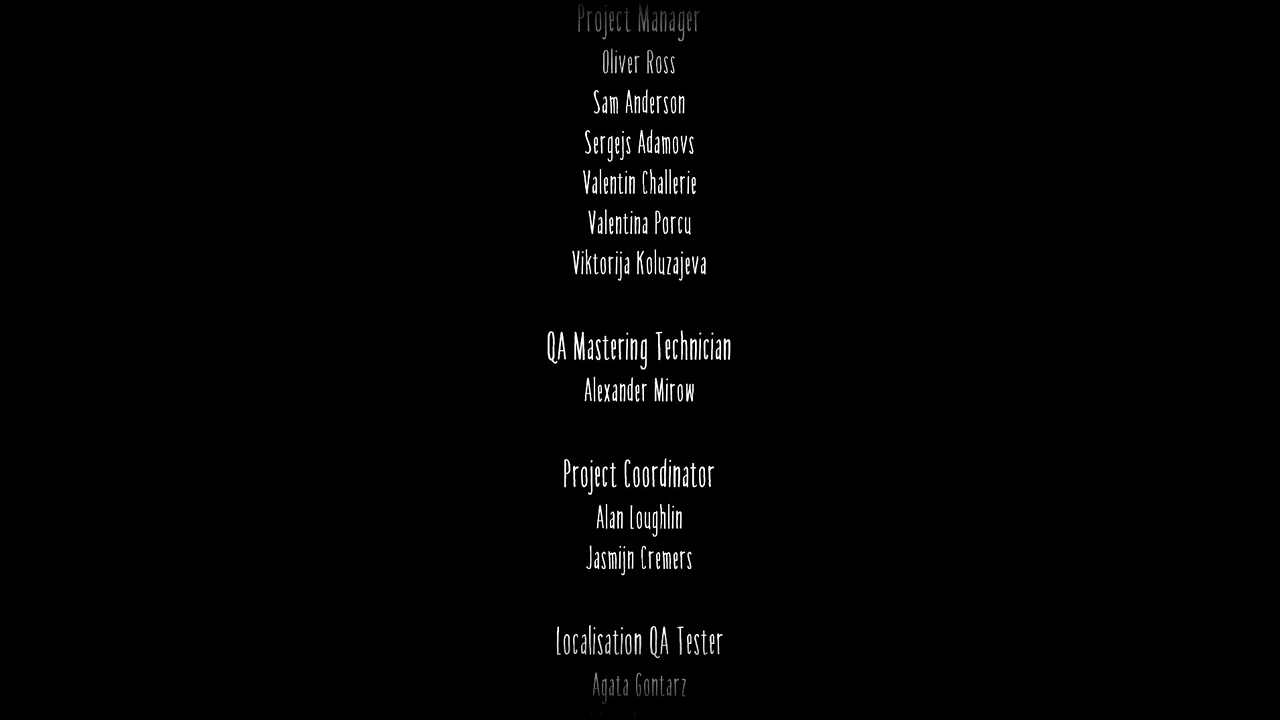 Project Manager
Oliver Ross
Sam Anderson
Sergejs Adamovs
Valentin Challerie
Valentina Porcu
Viktorija Koluzajeva
QA Mastering Technician
Alexander Mirow
Project Coordinator
Alan Loughlin
Jasmijn Cremers
Localisation QA Tester
Agata Gontarz